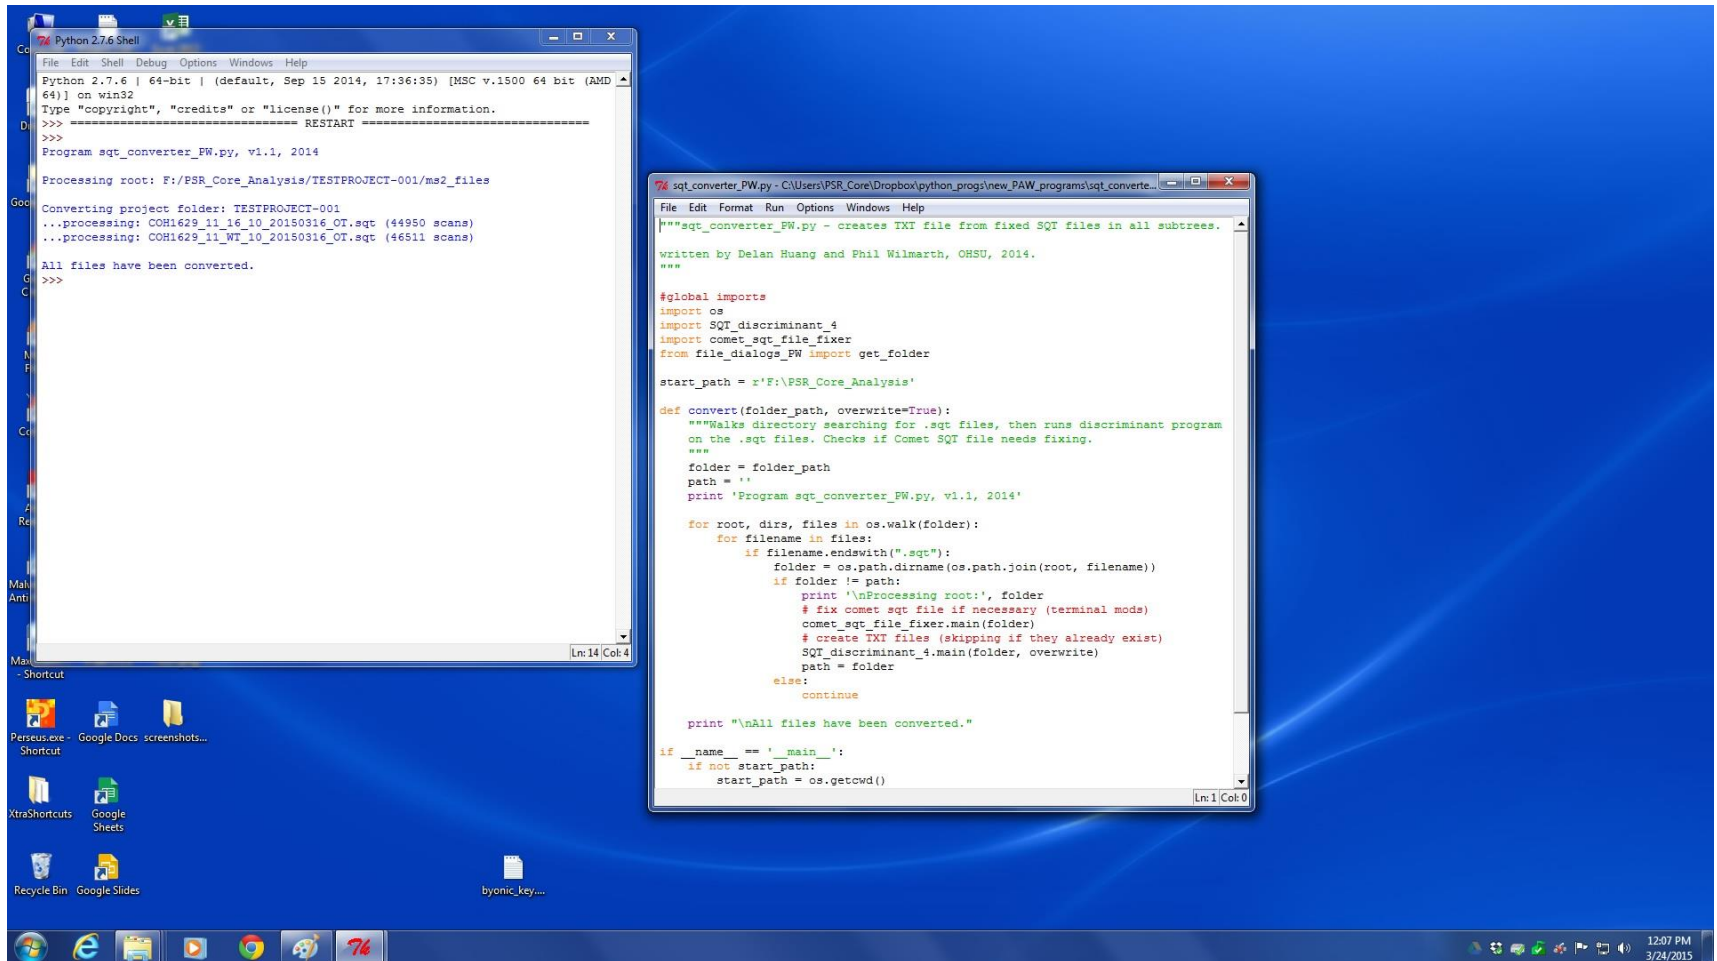 Python 2.7.6 Shell
File Edit Shell Debug Options Windows Help
Python 2.7.6 | 64-bit | (default, Sep 15 2014, 17:36:35) [MSC v.1500 64 bit (AMD
64)] on win32
Type "copyright", "credits" or "license()" for more information.
>>> ================================ RESTART ================================
>>>
Program sqt_converter_PW.py, v1.1, 2014
Processing root: F:/PSR_Core_Analysis/TESTPROJECT-001/ms2_files
Converting project folder: TESTPROJECT-001
...processing: COH1629_11_16_10_20150316_OT.sqt (44950 scans)
...processing: COH1629_11_WT_10_20150316_OT.sqt (46511 scans)
All files have been converted.
>>>
Ln: 14 Col: 4
sqt_converter_PW.py - C:\Users\PSR_Core\Dropbox\python_progs\new_PAW_programs\sqt_converte...
File Edit Format Run Options Windows Help
"""sqt_converter_PW.py - creates TXT file from fixed SQT files in all subtrees.
written by Delan Huang and Phil Wilmarth, OHSU, 2014.
"""
#global imports
import os
import SQT_discriminant_4
import comet_sqt_file_fixer
from file_dialogs_PW import get_folder
start_path = r'F:\PSR_Core_Analysis'
def convert(folder_path, overwrite=True):
"""Walks directory searching for .sqt files, then runs discriminant program
on the .sqt files. Checks if Comet SQT file needs fixing.
"""
folder = folder_path
path = ''
print 'Program sqt_converter_PW.py, v1.1, 2014'
for root, dirs, files in os.walk(folder):
for filename in files:
if filename.endswith(".sqt"):
folder = os.path.dirname(os.path.join(root, filename))
if folder != path:
print '\nProcessing root:', folder
# fix comet sqt file if necessary (terminal mods)
comet_sqt_file_fixer.main(folder)
# create TXT files (skipping if they already exist)
SQT_discriminant_4.main(folder, overwrite)
path = folder
else:
continue
print "\nAll files have been converted."
if __name__ == '__main__':
if not start_path:
start_path = os.getcwd()
Ln: 1 Col: 0
- Shortcut
Perseus.exe -
Shortcut
Google Docs
screenshots...
XtraShortcuts
Google
Sheets
Recycle Bin
Google Slides
byonic_key....
12:07 PM
3/24/2015